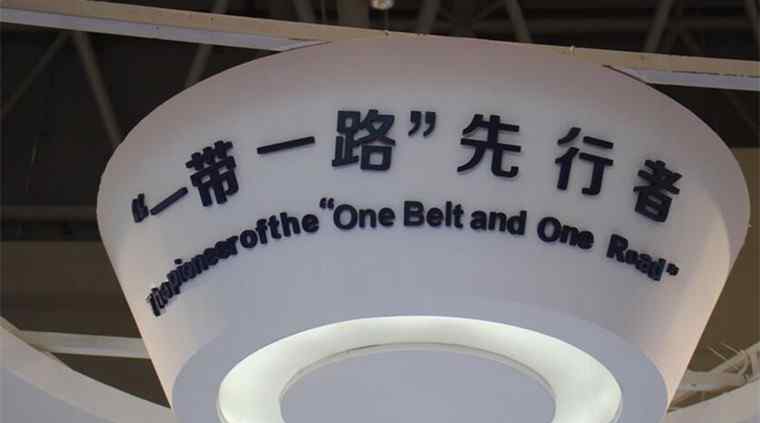 “一带一路”先行者
The pioneer of the “One Belt and One Road”